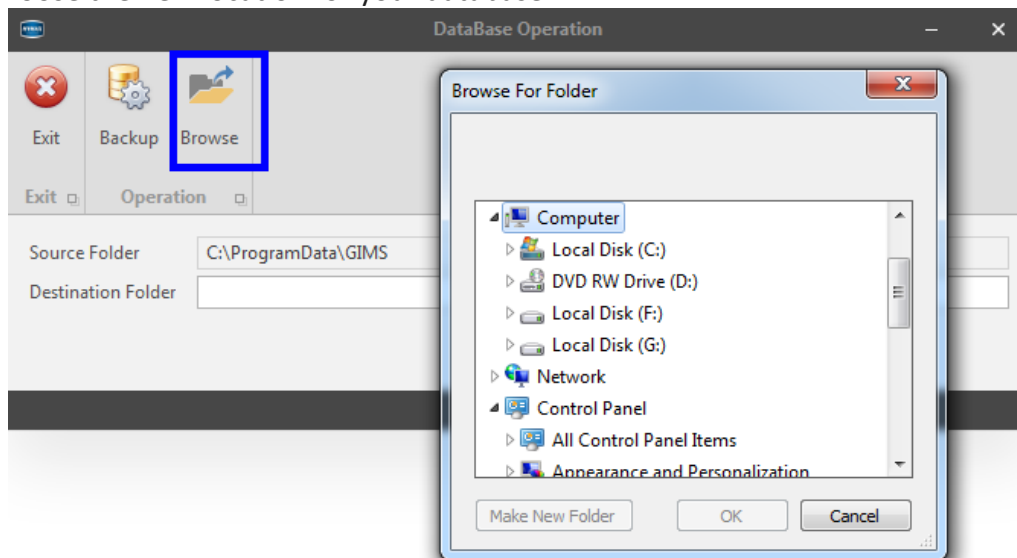 DataBase Operation
Exit
Backup
Browse
Exit
Operation
Source Folder
C:\ProgramData\GIMS
Destination Folder
Browse For Folder
Computer
Local Disk (C:)
DVD RW Drive (D:)
Local Disk (F:)
Local Disk (G:)
Network
Control Panel
All Control Panel Items
Appearance and Personalization
Make New Folder
OK
Cancel